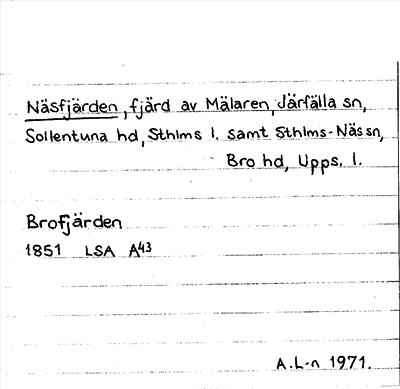 Näsfjärden, fjärd av Mälaren, Järfälla sn,
Sollentuna hd, Sthlms l. samt Sthlms-Näs sn,
Bro hd, Upps. l.
Brofjärden
1851 LSA A43
A.L-n 1971.